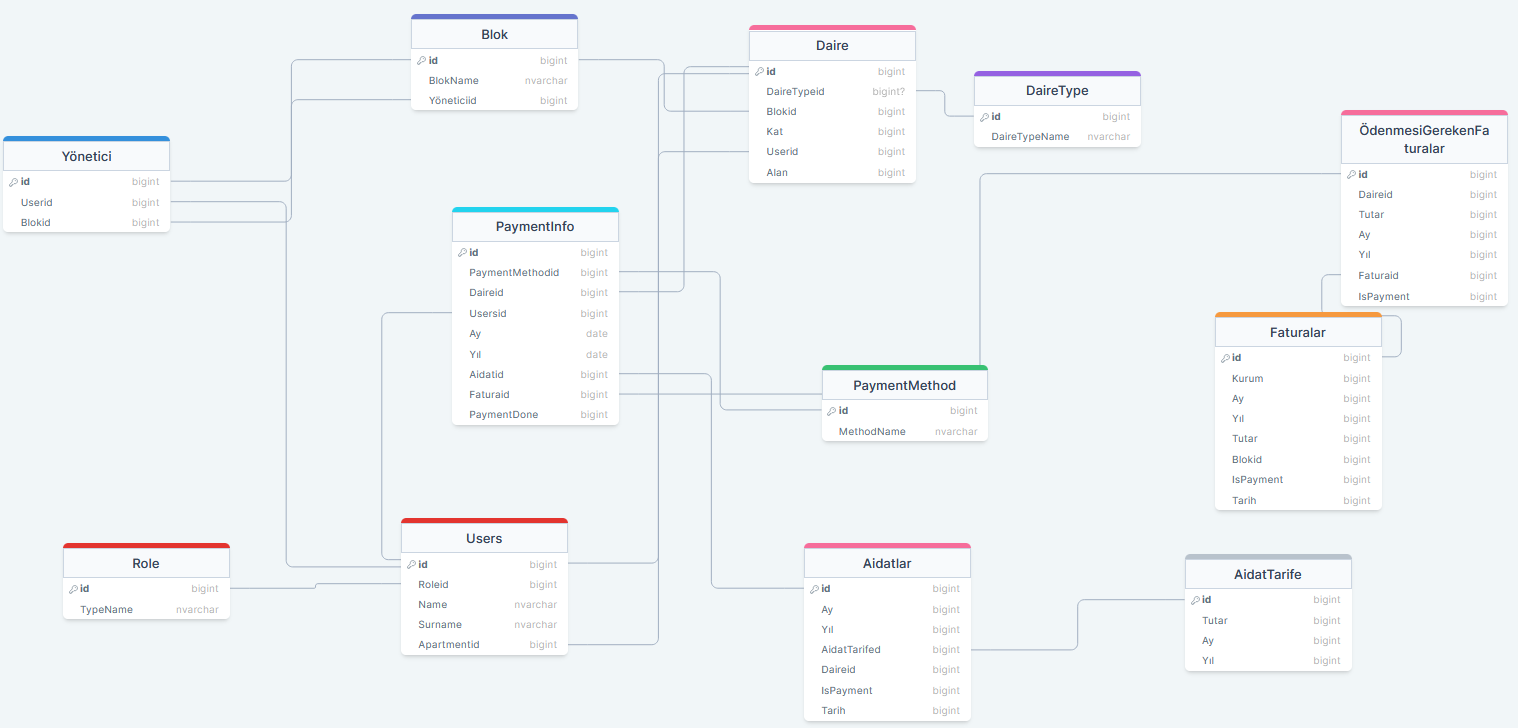 Blok
id bigint
BlokName nvarchar
Yöneticiid bigint
Daire
id bigint
DaireTypeid bigint?
Blokid bigint
Kat bigint
Userid bigint
Alan bigint
DaireType
id bigint
DaireTypeName nvarchar
ÖdenmesiGerekenFa
turalar
id bigint
Daireid bigint
Tutar bigint
Ay bigint
Yıl bigint
Faturaid bigint
IsPayment bigint
Yönetici
id bigint
Userid bigint
Blokid bigint
PaymentInfo
id bigint
PaymentMethodid bigint
Daireid bigint
Usersid bigint
Ay date
Yıl date
Aidatid bigint
Faturaid bigint
PaymentDone bigint
Faturalar
id bigint
Kurum bigint
Ay bigint
Yıl bigint
Tutar bigint
Blokid bigint
IsPayment bigint
Tarih bigint
PaymentMethod
id bigint
MethodName nvarchar
Role
id bigint
TypeName nvarchar
Users
id bigint
Roleid bigint
Name nvarchar
Surname nvarchar
Apartmentid bigint
Aidatlar
id bigint
Ay bigint
Yıl bigint
AidatTarifed bigint
Daireid bigint
IsPayment bigint
Tarih bigint
AidatTarife
id bigint
Tutar bigint
Ay bigint
Yıl bigint